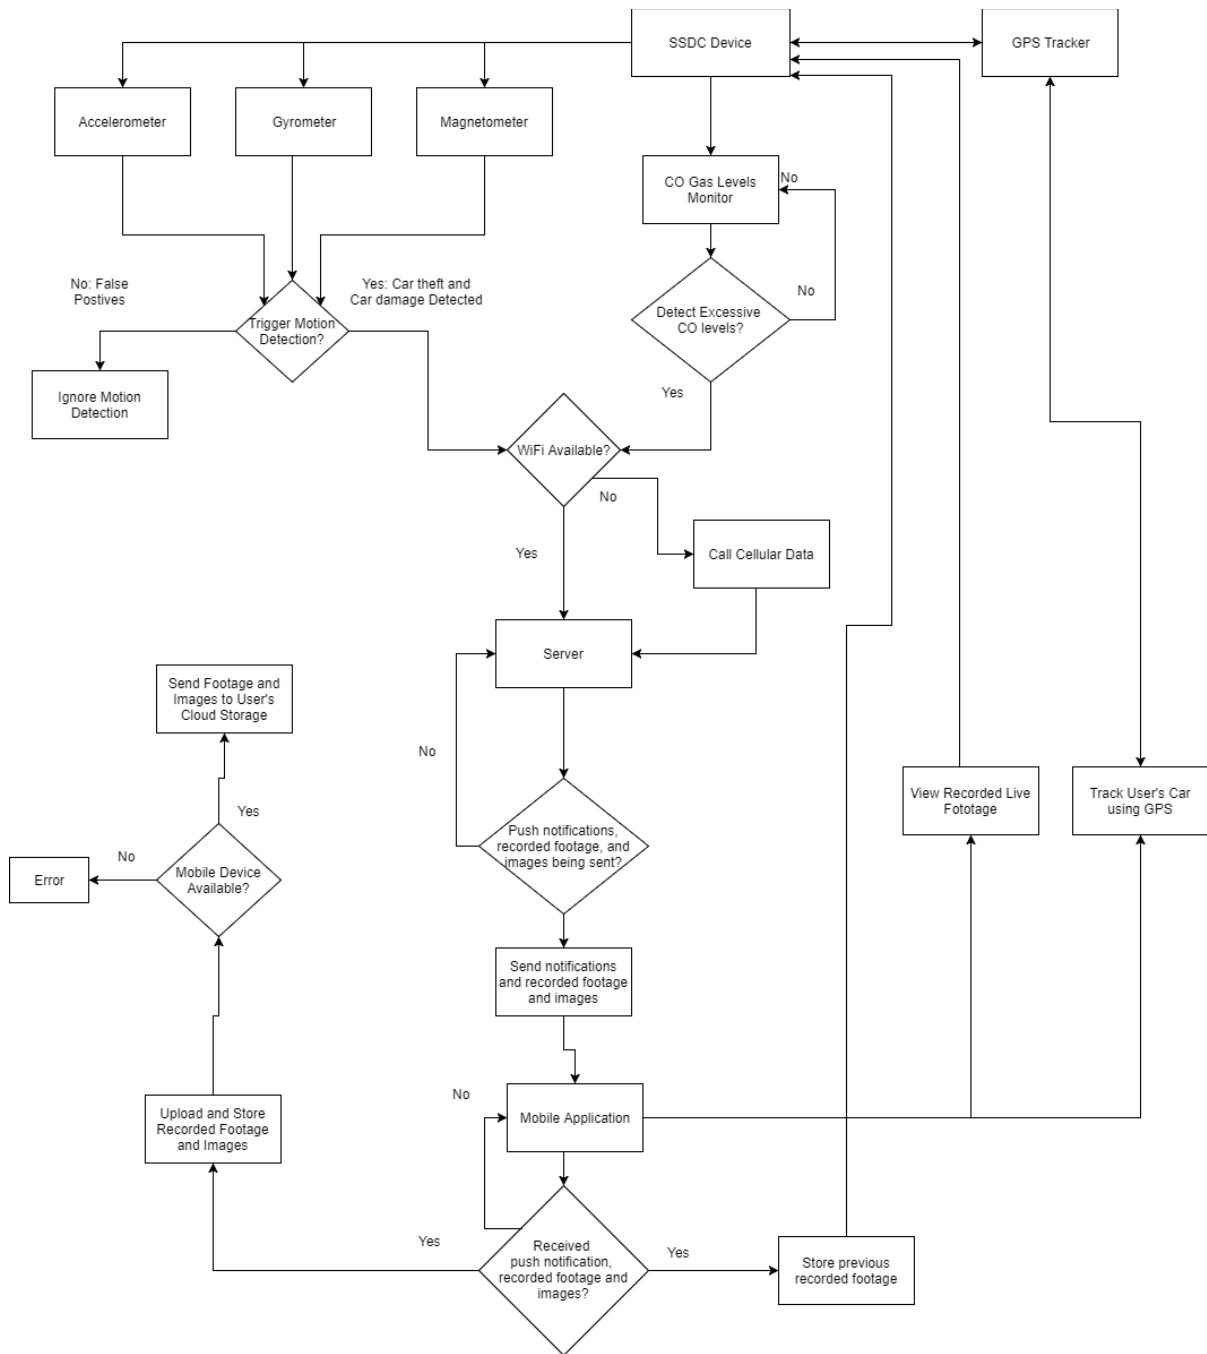 SSDC Device
GPS Tracker
Accelerometer
Gyrometer
Magnetometer
CO Gas Levels
Monitor
No
No: False
Postives
Yes: Car theft and
Car damage Detected
Trigger Motion
Detection?
Detect Excessive
CO levels?
No
Ignore Motion
Detection
Yes
WiFi Available?
No
Yes
Call Cellular Data
Server
Send Footage and
Images to User's
Cloud Storage
No
View Recorded Live
Fototage
Track User's Car
using GPS
Yes
Push notifications,
recorded footage, and
images being sent?
No
Error
Mobile Device
Available?
Send notifications
and recorded footage
and images
No
Mobile Application
Upload and Store
Recorded Footage
and Images
Yes
Received
push notification,
recorded footage and
images?
Yes
Store previous
recorded footage